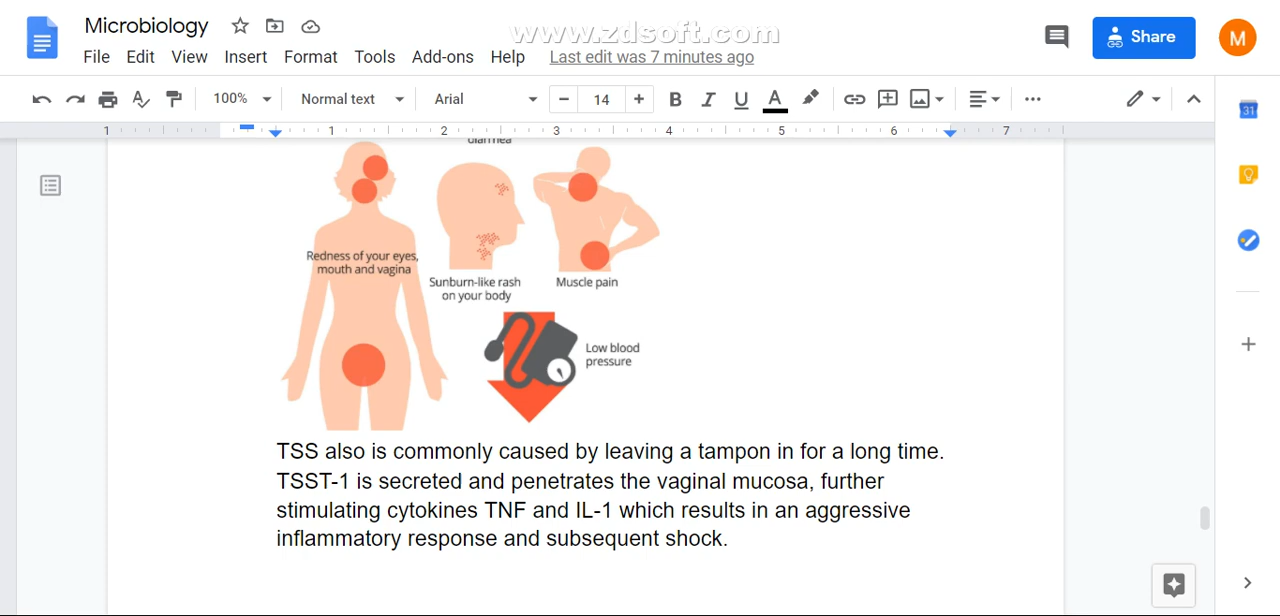 Microbiology
www.zdsoft.com
Share
M
File Edit View Insert Format Tools Add-ons Help Last edit was 7 minutes ago
100% Normal text Arial − 14 + B I U A
31
1 1 2 3 4 5 6 7
diarrhea
Redness of your eyes,
mouth and vagina
Sunburn-like rash
on your body
Muscle pain
Low blood
pressure
TSS also is commonly caused by leaving a tampon in for a long time.
TSST-1 is secreted and penetrates the vaginal mucosa, further
stimulating cytokines TNF and IL-1 which results in an aggressive
inflammatory response and subsequent shock.